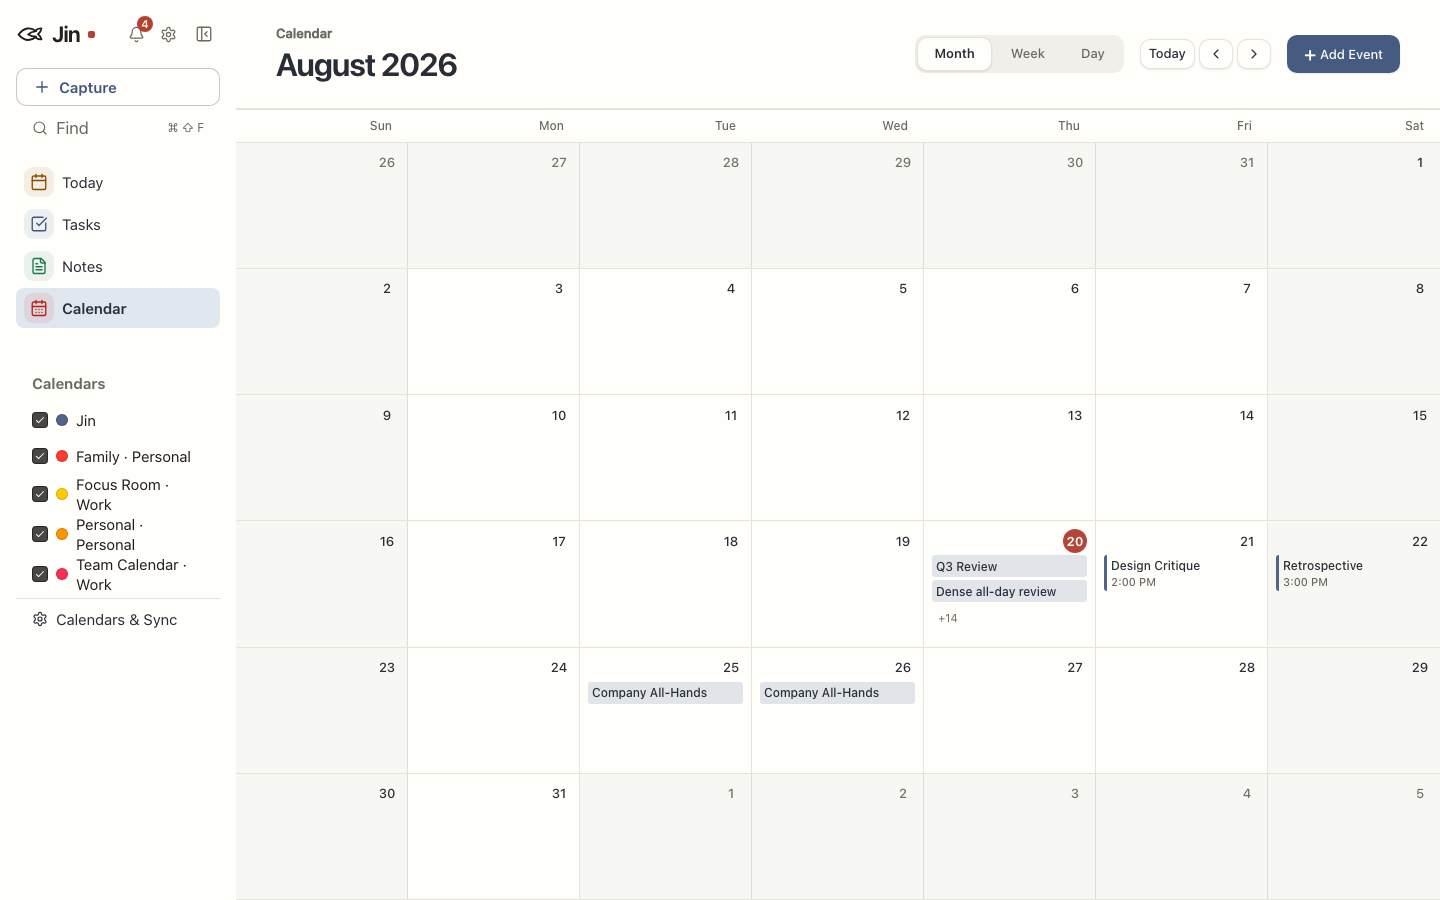 Jin
4
Capture
Find
⌘ ⇧ F
Today
Tasks
Notes
Calendar
Calendars
Jin
Family · Personal
Focus Room ·
Work
Personal ·
Personal
Team Calendar ·
Work
Calendars & Sync
Calendar
August 2026
Month Week Day
Today
+ Add Event
Sun Mon Tue Wed Thu Fri Sat
26 27 28 29 30 31 1
2 3 4 5 6 7 8
9 10 11 12 13 14 15
16 17 18 19 20 21 22
Q3 Review
Dense all-day review
+14
Design Critique
2:00 PM
Retrospective
3:00 PM
23 24 25 26 27 28 29
Company All-Hands Company All-Hands
30 31 1 2 3 4 5